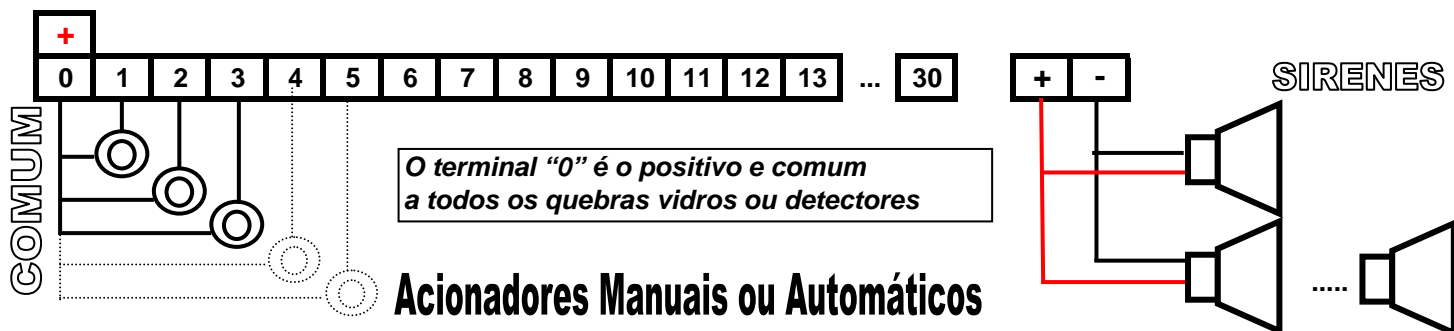 +
0 1 2 3 4 5 6 7 8 9 10 11 12 13 ... 30 + -
SIRENES
COMUM
O terminal “0” é o positivo e comum
a todos os quebras vidros ou detectores
Acionadores Manuais ou Automáticos
.....